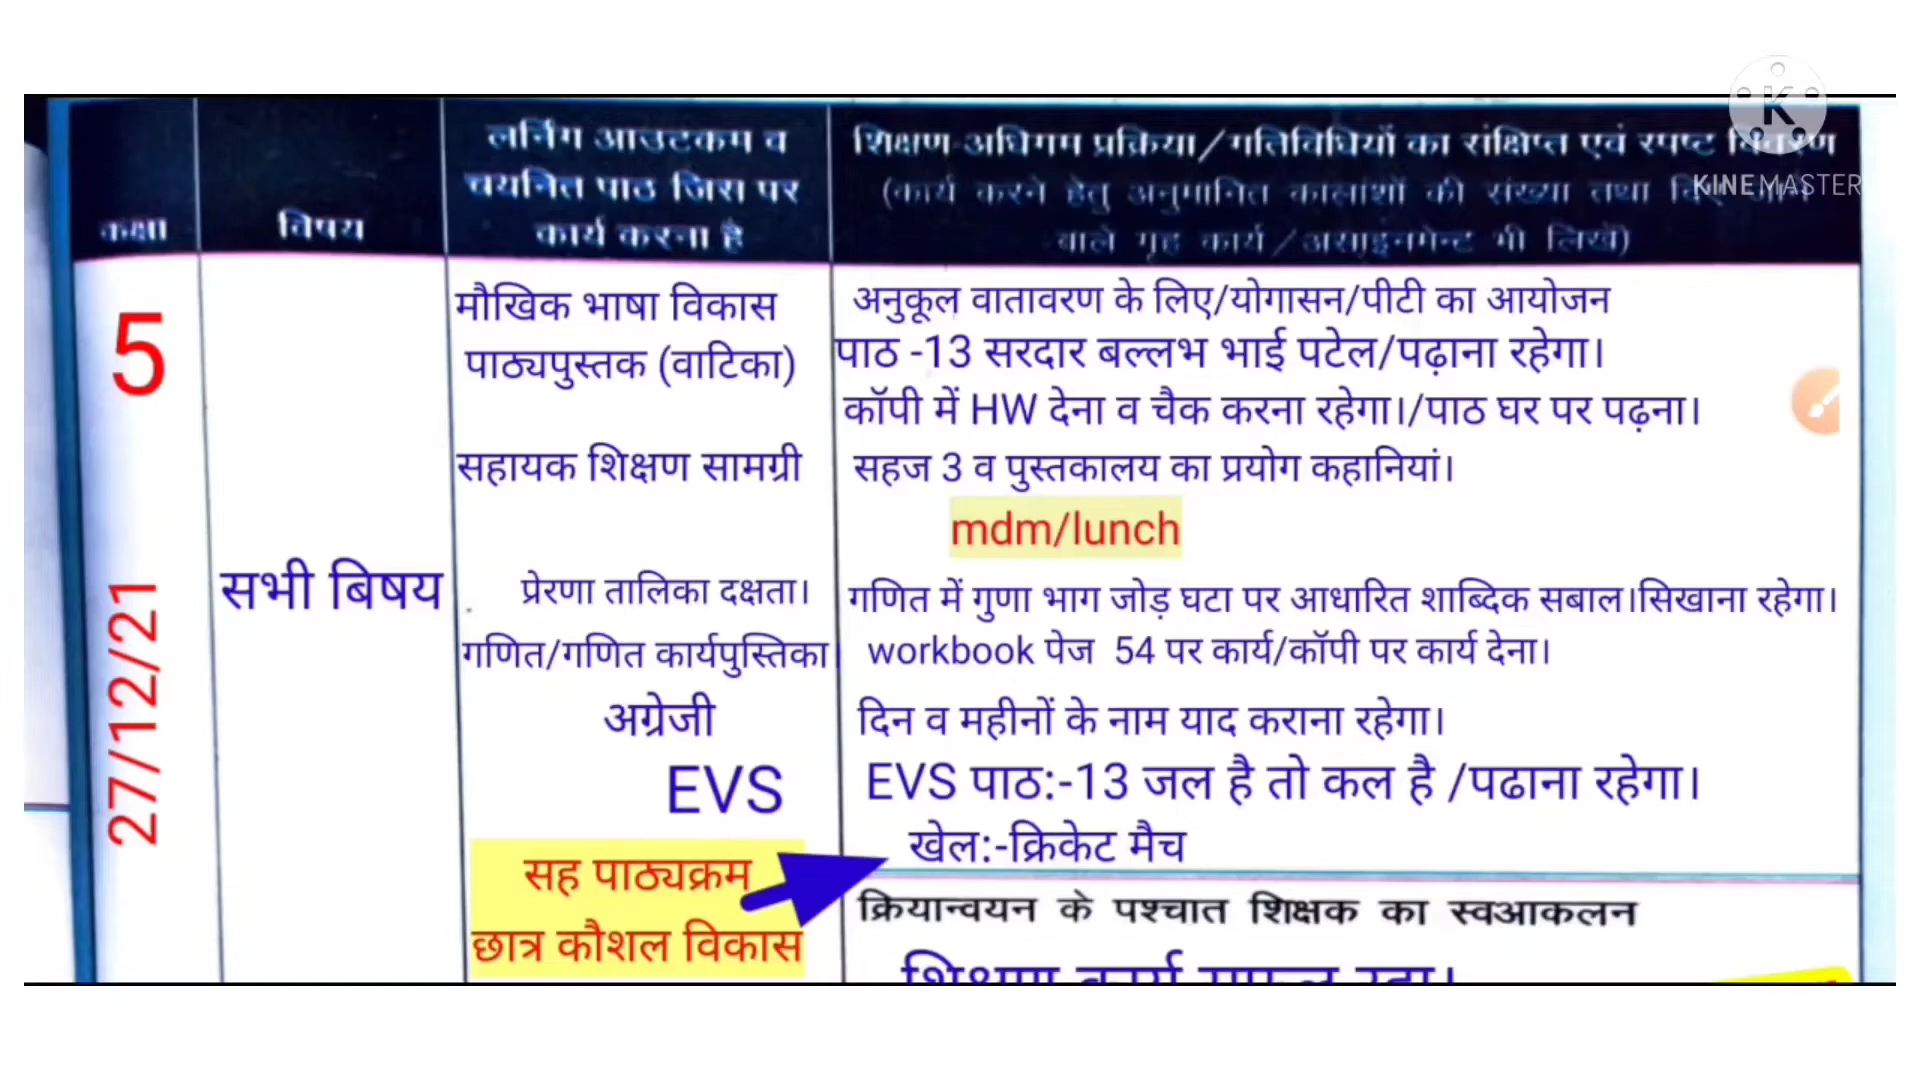 KINEMASTER
कक्षा
विषय
लर्निंग आउटकम व
चयनित पाठ जिस पर
कार्य करना है
शिक्षण-अधिगम प्रक्रिया/गतिविधियों का संक्षिप्त एवं स्पष्ट विवरण
(कार्य करने हेतु अनुमानित कालांशों की संख्या तथा
वाले गृह कार्य/असाइनमेन्ट भी लिखें)
5
27/12/21
सभी बिषय
मौखिक भाषा विकास
अनुकूल वातावरण के लिए/योगासन/पीटी का आयोजन
पाठ्यपुस्तक (वाटिका)
पाठ -13 सरदार बल्लभ भाई पटेल/पढ़ाना रहेगा।
कॉपी में HW देना व चैक करना रहेगा।/पाठ घर पर पढ़ना।
सहायक शिक्षण सामग्री
सहज 3 व पुस्तकालय का प्रयोग कहानियां।
mdm/lunch
प्रेरणा तालिका दक्षता।
गणित में गुणा भाग जोड़ घटा पर आधारित शाब्दिक सबाल।सिखाना रहेगा।
गणित/गणित कार्यपुस्तिका
workbook पेज 54 पर कार्य/कॉपी पर कार्य देना।
अग्रेजी
दिन व महीनों के नाम याद कराना रहेगा।
EVS
EVS पाठ:-13 जल है तो कल है /पढाना रहेगा।
खेल:-क्रिकेट मैच
सह पाठ्यक्रम
छात्र कौशल विकास
क्रियान्वयन के पश्चात शिक्षक का स्वआकलन
शिक्षण कार्य सफल रहा।